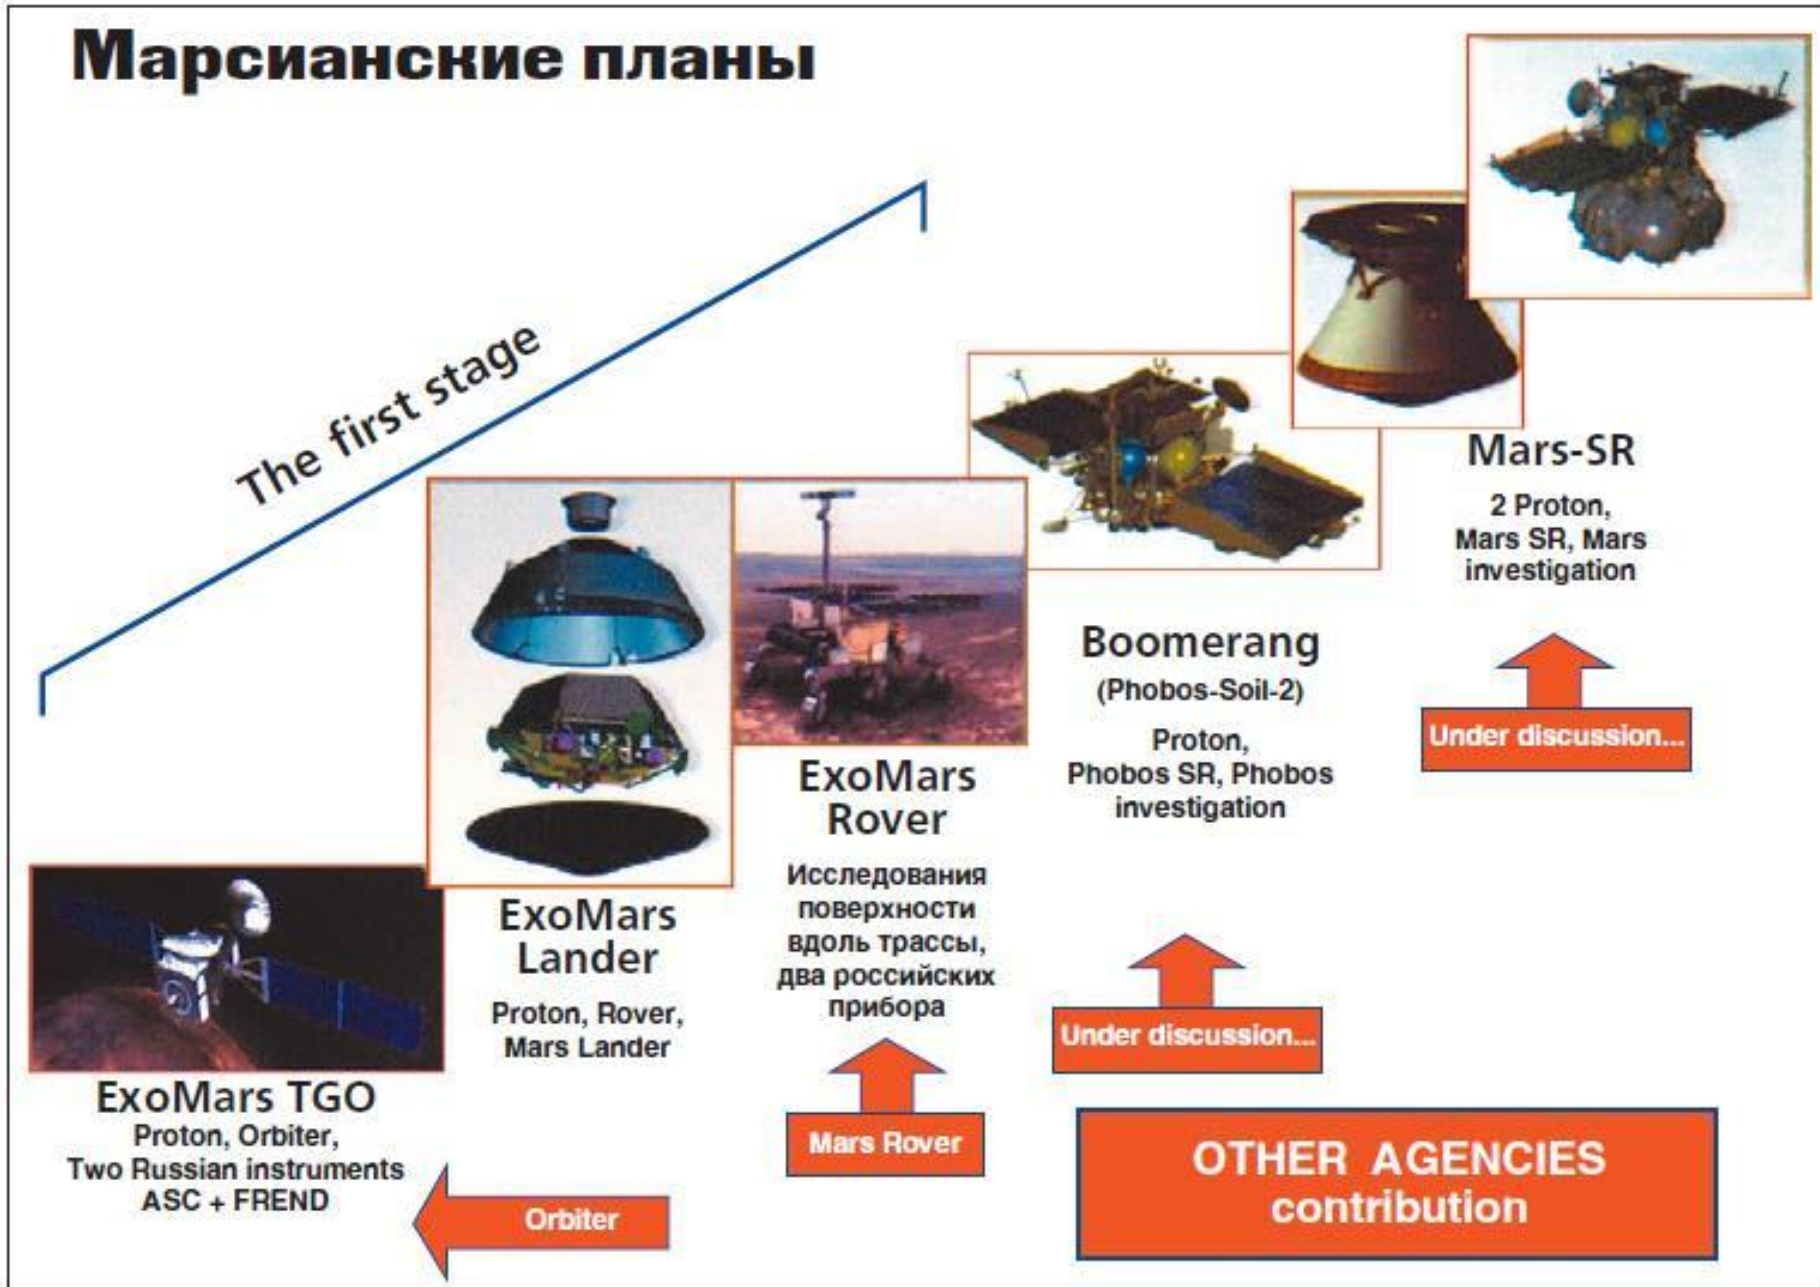 Марсианские планы
The first stage
ExoMars TGO
Proton, Orbiter,
Two Russian instruments
ASC + FREND
Orbiter
ExoMars
Lander
Proton, Rover,
Mars Lander
ExoMars
Rover
Исследования
поверхности
вдоль трассы,
два российских
прибора
Mars Rover
Boomerang
(Phobos-Soil-2)
Proton,
Phobos SR, Phobos
investigation
Under discussion...
Mars-SR
2 Proton,
Mars SR, Mars
investigation
Under discussion...
OTHER AGENCIES
contribution